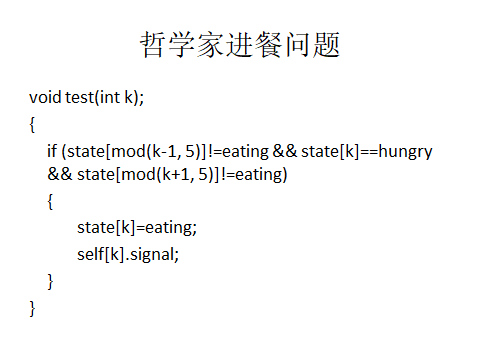 哲学家进餐问题
void test(int k);
{
if (state[mod(k-1, 5)]!=eating && state[k]==hungry
&& state[mod(k+1, 5)]!=eating)
{
state[k]=eating;
self[k].signal;
}
}